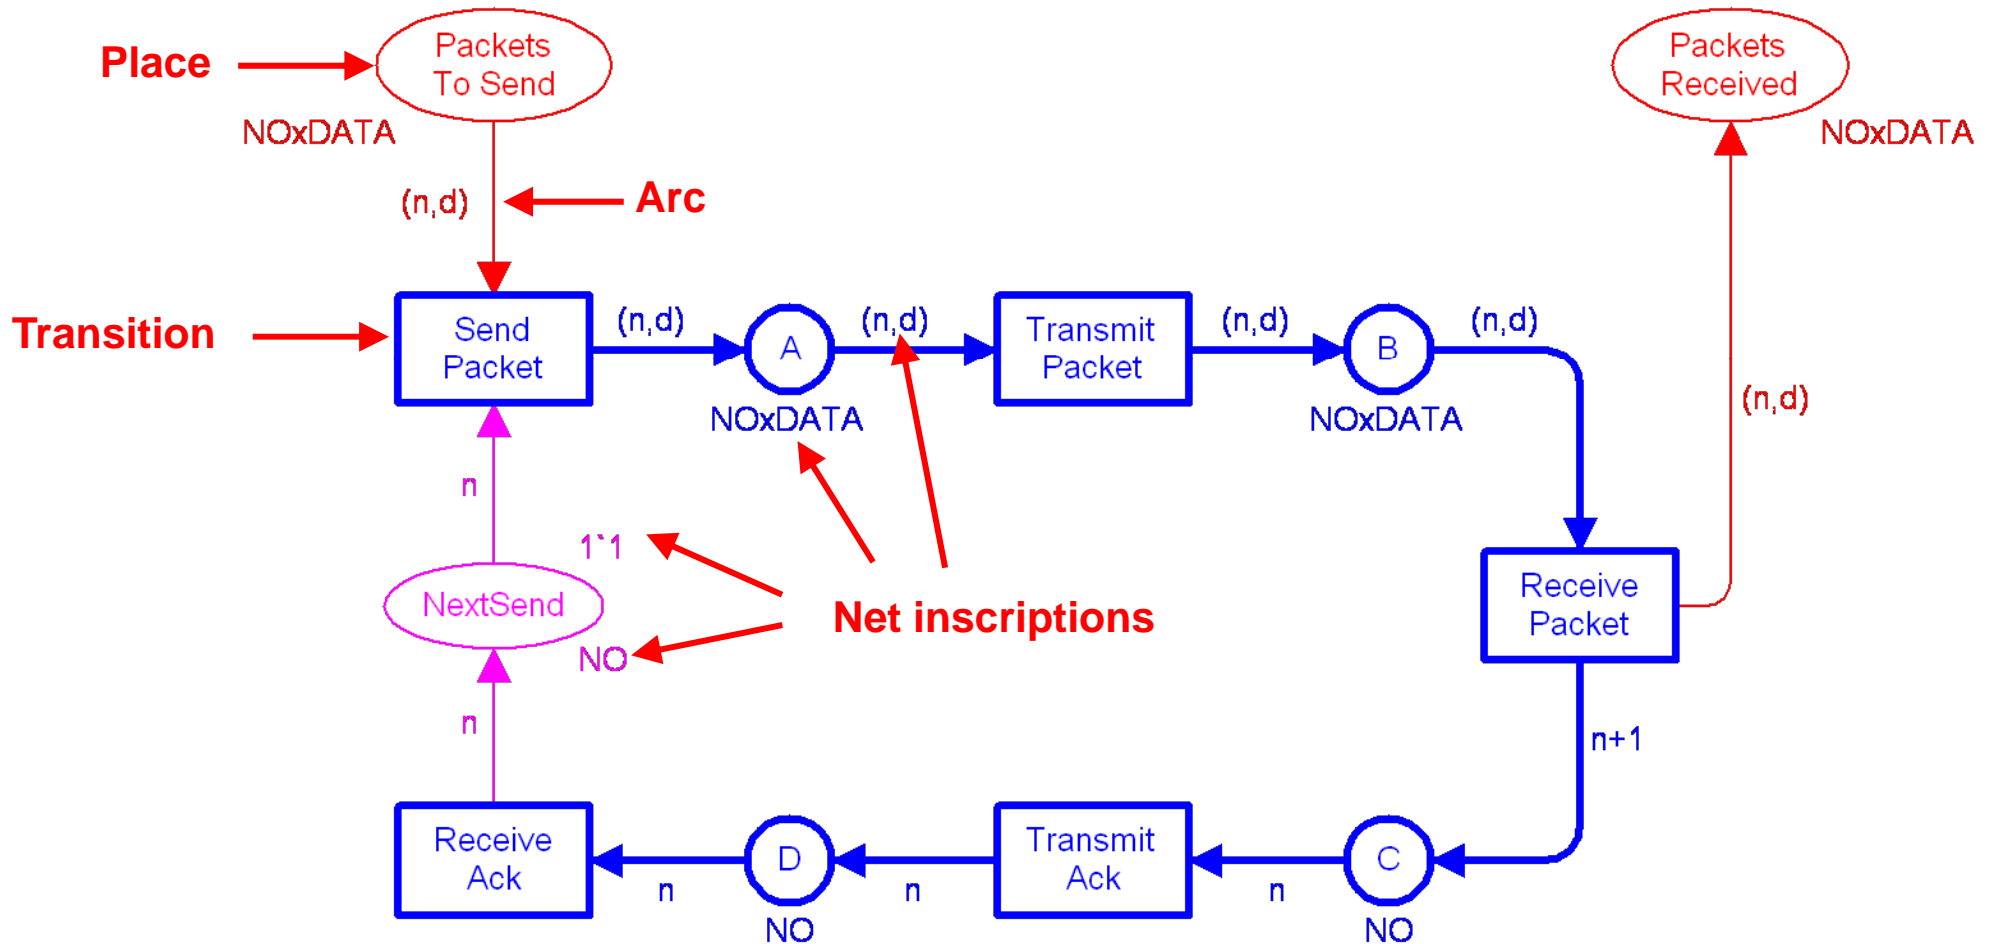 Place
Packets
To Send
NOxDATA
Packets
Received
NOxDATA
(n,d)
Arc
Transition
Send
Packet
(n,d)
A
NOxDATA
(n,d)
Transmit
Packet
(n,d)
B
NOxDATA
(n,d)
(n,d)
n
1`1
NextSend
NO
Net inscriptions
Receive
Packet
n
n+1
Receive
Ack
n
D
NO
n
Transmit
Ack
n
C
NO